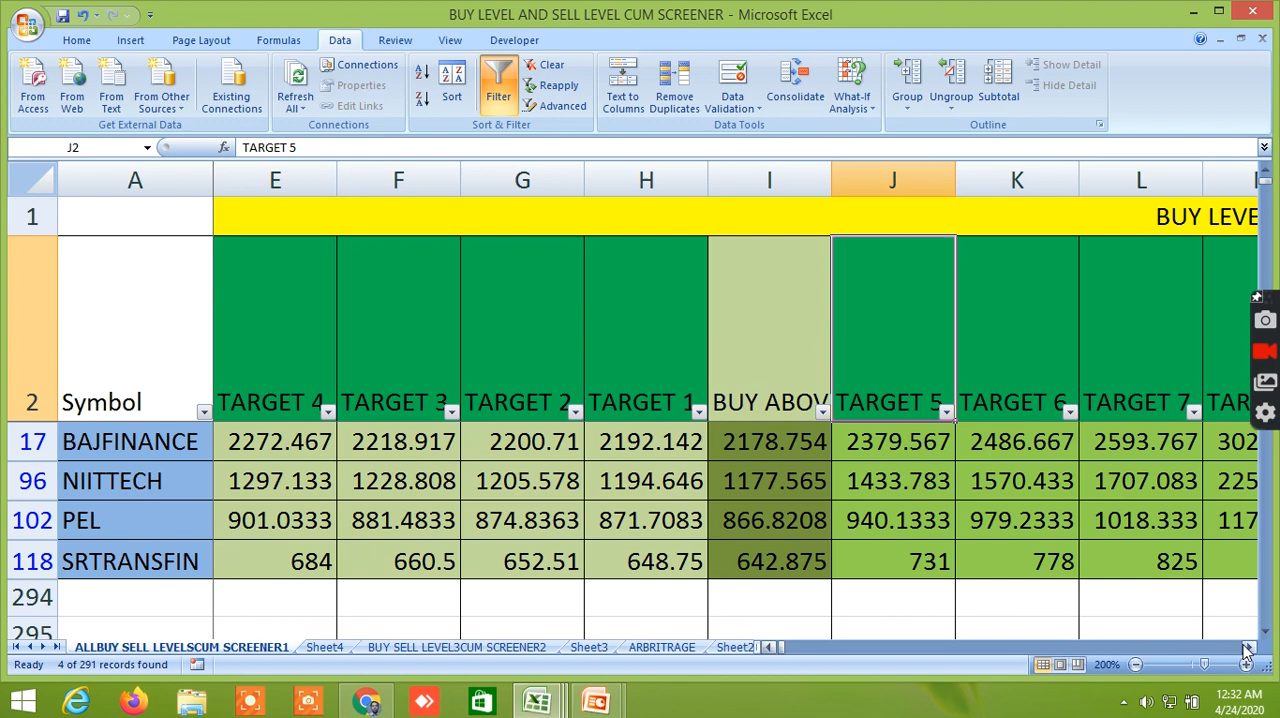 BUY LEVEL AND SELL LEVEL CUM SCREENER - Microsoft Excel
Home Insert Page Layout Formulas Data Review View Developer
From Access
From Web
From Text
From Other Sources
Existing Connections
Get External Data
Refresh All
Connections
Properties
Edit Links
Connections
Sort
Filter
Clear
Reapply
Advanced
Sort & Filter
Text to Columns
Remove Duplicates
Data Validation
Consolidate
What-If Analysis
Data Tools
Group
Ungroup
Subtotal
Show Detail
Hide Detail
Outline
J2 fx TARGET 5
A E F G H I J K L
1 BUY LEVE
2 Symbol TARGET 4 TARGET 3 TARGET 2 TARGET 1 BUY ABOV TARGET 5 TARGET 6 TARGET 7 TAR
17 BAJFINANCE 2272.467 2218.917 2200.71 2192.142 2178.754 2379.567 2486.667 2593.767 302
96 NIITTECH 1297.133 1228.808 1205.578 1194.646 1177.565 1433.783 1570.433 1707.083 225
102 PEL 901.0333 881.4833 874.8363 871.7083 866.8208 940.1333 979.2333 1018.333 117
118 SRTRANSFIN 684 660.5 652.51 648.75 642.875 731 778 825
294
295
ALLBUY SELL LEVELSCUM SCREENER1 Sheet4 BUY SELL LEVEL3CUM SCREENER2 Sheet3 ARBRITRAGE Sheet2
Ready 4 of 291 records found 200%
12:32 AM
4/24/2020